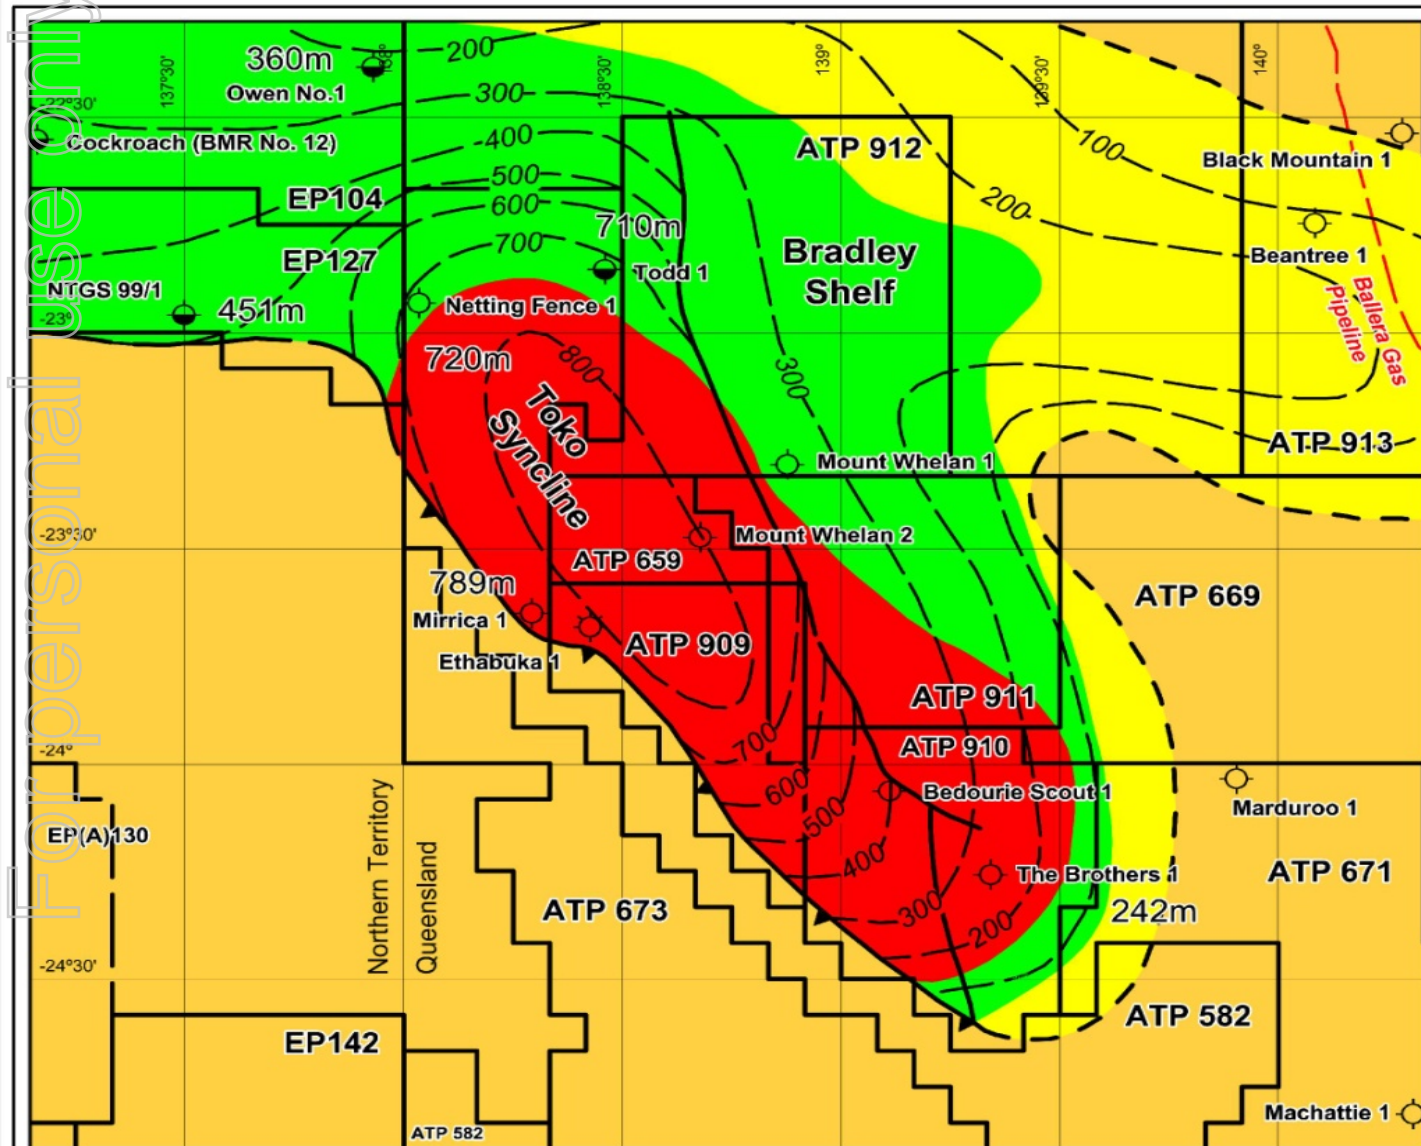 For personal use only
137°30'
138°
138°30'
139°
139°30'
140°
360m
Owen No.1
200
-22°30'
300
Cockroach (BMR No. 12)
400
ATP 912
100
Black Mountain 1
500
EP104
600
200
710m
700
Bradley
Shelf
EP127
Todd 1
Beantree 1
NTGS 99/1
451m
Netting Fence 1
Ballera Gas
Pipeline
-23°
720m
800
300
Toko
Syncline
ATP 913
Mount Whelan 1
-23°30'
Mount Whelan 2
ATP 659
789m
ATP 669
Mirrica 1
ATP 909
Ethabuka 1
ATP 911
700
ATP 910
-24°
600
Bedourie Scout 1
Marduroo 1
500
EP(A)130
Northern Territory
Queensland
400
The Brothers 1
ATP 671
300
ATP 673
242m
200
-24°30'
ATP 582
EP142
Machattie 1
ATP 582